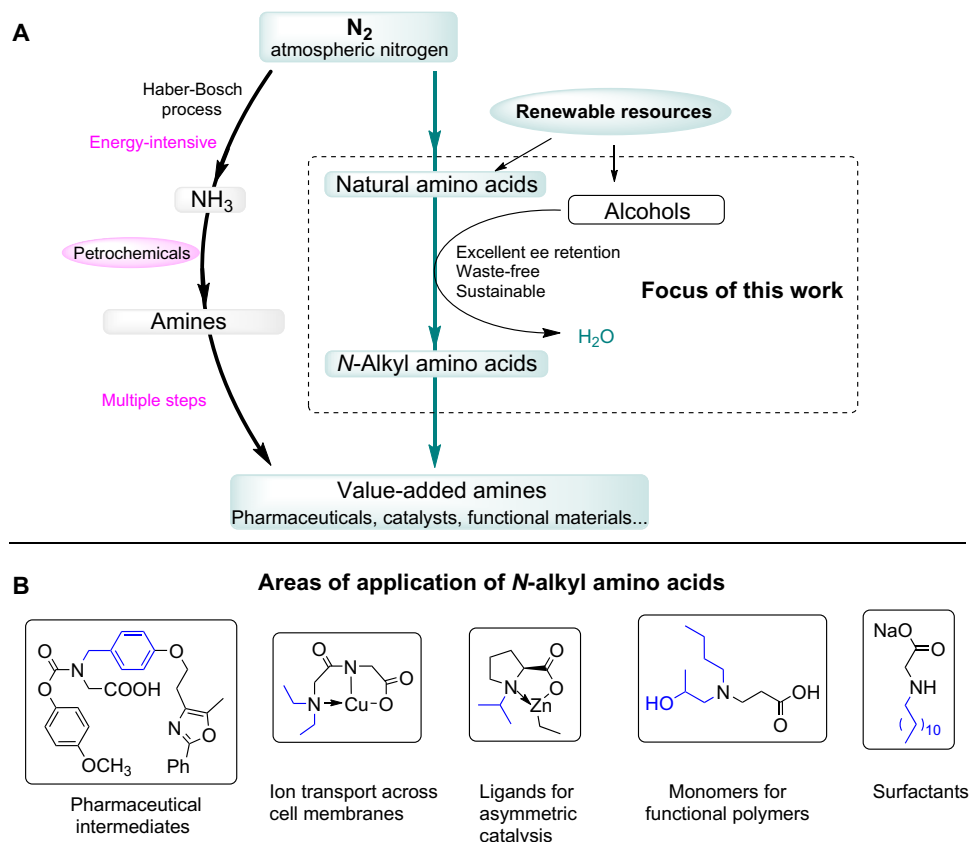 A
N2
atmospheric nitrogen
Haber-Bosch
process
Energy-intensive
Renewable resources
Natural amino acids
NH3
Alcohols
Petrochemicals
Excellent ee retention
Waste-free
Sustainable
Focus of this work
Amines
H2O
N-Alkyl amino acids
Multiple steps
Value-added amines
Pharmaceuticals, catalysts, functional materials...
B
Areas of application of N-alkyl amino acids
O
N
O
COOH
O
N
O
OCH3
Ph
O
N
O
N
Cu
O
O
N
O
Zn
HO
N
OH
O
NaO
O
NH
( )10
Pharmaceutical
intermediates
Ion transport across
cell membranes
Ligands for
asymmetric
catalysis
Monomers for
functional polymers
Surfactants